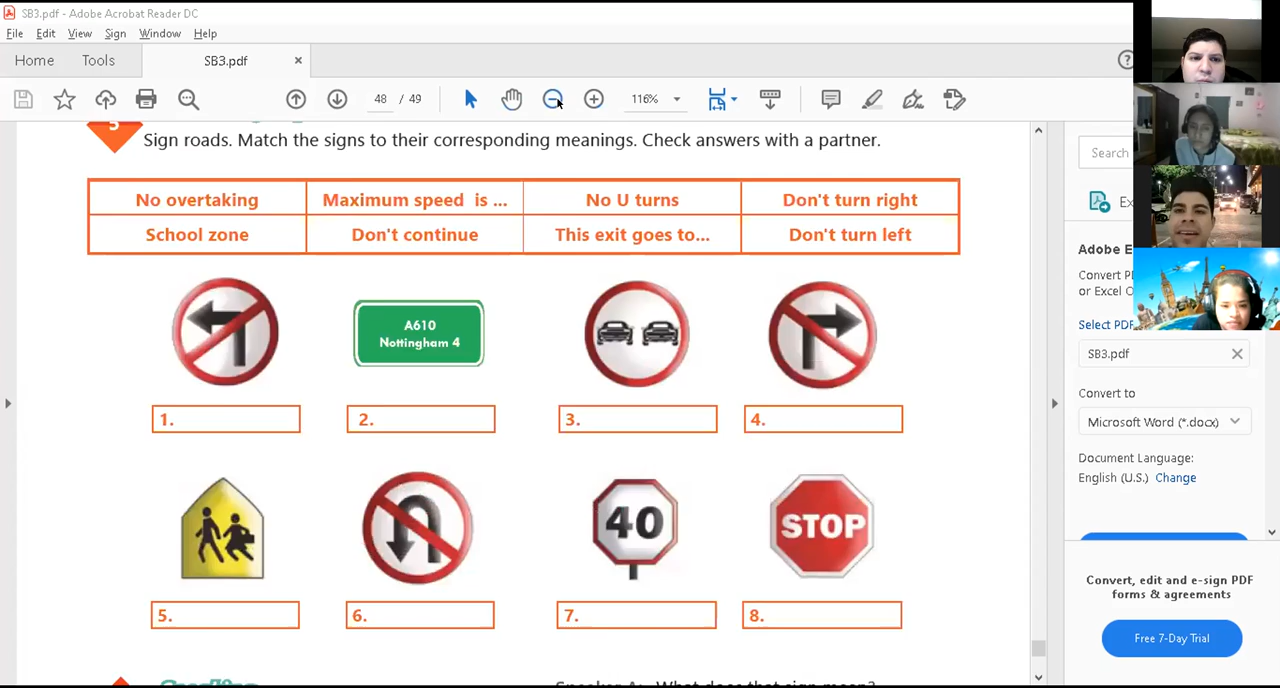 SB3.pdf - Adobe Acrobat Reader DC
File Edit View Sign Window Help
Home Tools SB3.pdf ×
48 / 49 116%
Sign roads. Match the signs to their corresponding meanings. Check answers with a partner.
No overtaking Maximum speed is ... No U turns Don't turn right
School zone Don't continue This exit goes to... Don't turn left
A610
Nottingham 4
1. 2. 3. 4.
40 STOP
5. 6. 7. 8.
Search
Adobe
Select PDF
SB3.pdf
Convert to
Microsoft Word (*.docx)
Document Language:
English (U.S.) Change
Convert, edit and e-sign PDF
forms & agreements
Free 7-Day Trial